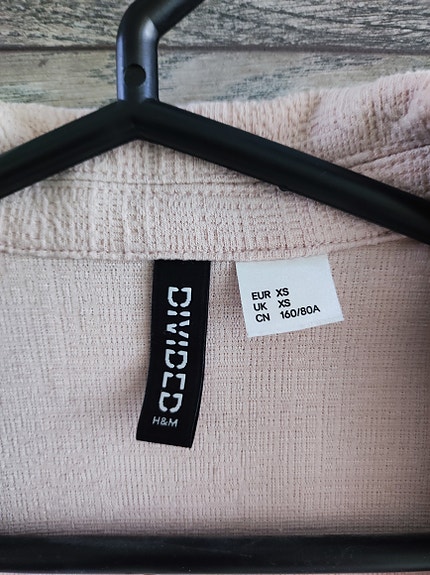 DIVIDED
H&M
EUR XS
UK XS
CN 160/80A